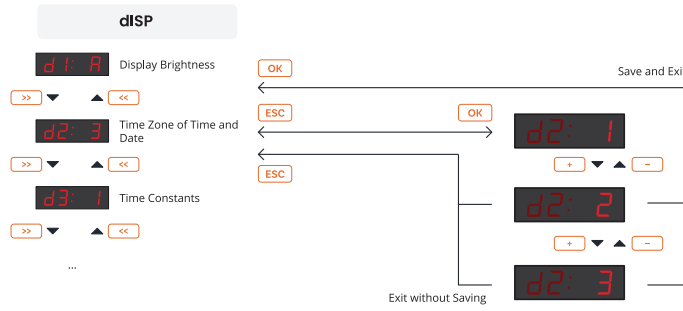 dISP
d1: A
Display Brightness
OK
Save and Exi
>> <<
ESC
OK
d2: 3
Time Zone of Time and
Date
d2: 1
>> <<
ESC
+ -
d3: 1
Time Constants
d2: 2
>> <<
+ -
...
d2: 3
Exit without Saving